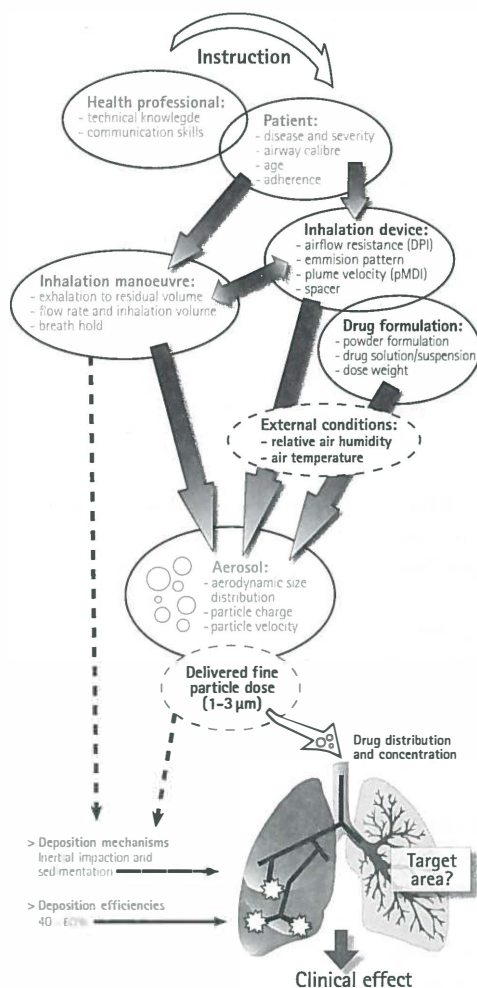 Instruction
Health professional:
- technical knowlegde
- communication skills
Patient:
- disease and severity
- airway calibre
- age
- adherence
Inhalation device:
- airflow resistance (DPI)
- emmision pattern
- plume velocity (pMDI)
- spacer
Inhalation manoeuvre:
- exhalation to residual volume
- flow rate and inhalation volume
- breath hold
Drug formulation:
- powder formulation
- drug solution/suspension
- dose weight
External conditions:
- relative air humidity
- air temperature
Aerosol:
- aerodynamic size
distribution
- particle charge
- particle velocity
Delivered fine
particle dose
(1-3 µm)
Drug distribution
and concentration
> Deposition mechanisms
Inertial impaction and
sedimentation
Target
area?
> Deposition efficiencies
40
Clinical effect